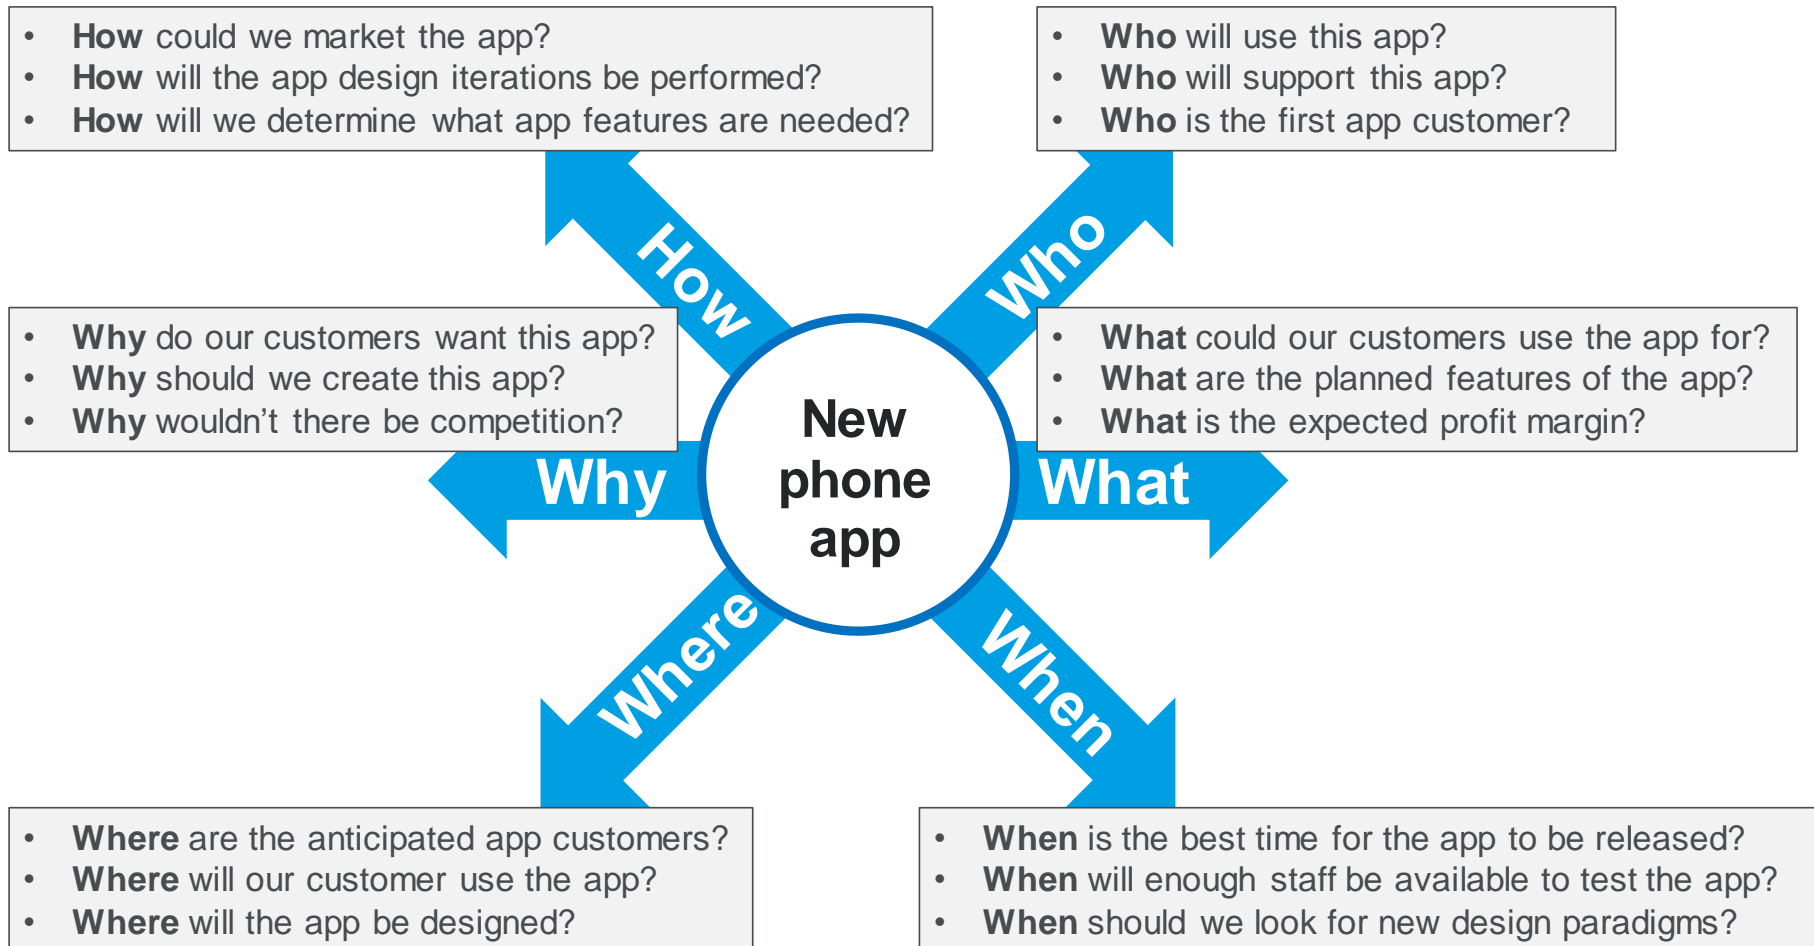 • How could we market the app?
• How will the app design iterations be performed?
• How will we determine what app features are needed?
• Who will use this app?
• Who will support this app?
• Who is the first app customer?
How
Who
• Why do our customers want this app?
• Why should we create this app?
• Why wouldn’t there be competition?
• What could our customers use the app for?
• What are the planned features of the app?
• What is the expected profit margin?
New
phone
app
Why
What
Where
When
• Where are the anticipated app customers?
• Where will our customer use the app?
• Where will the app be designed?
• When is the best time for the app to be released?
• When will enough staff be available to test the app?
• When should we look for new design paradigms?